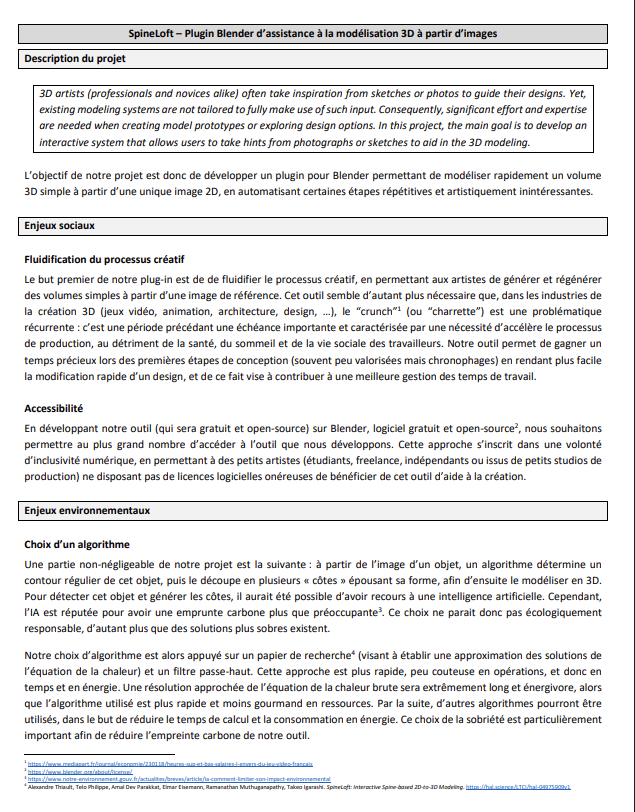 SpineLoft – Plugin Blender d’assistance à la modélisation 3D à partir d’images
Description du projet
3D artists (professionals and novices alike) often take inspiration from sketches or photos to guide their designs. Yet,
existing modeling systems are not tailored to fully make use of such input. Consequently, significant effort and expertise
are needed when creating model prototypes or exploring design options. In this project, the main goal is to develop an
interactive system that allows users to take hints from photographs or sketches to aid in the 3D modeling.
L’objectif de notre projet est donc de développer un plugin pour Blender permettant de modéliser rapidement un volume
3D simple à partir d’une unique image 2D, en automatisant certaines étapes répétitives et artistiquement inintéressantes.
Enjeux sociaux
Fluidification du processus créatif
Le but premier de notre plug-in est de de fluidifier le processus créatif, en permettant aux artistes de générer et régénérer
des volumes simples à partir d’une image de référence. Cet outil semble d’autant plus nécessaire que, dans les industries de
la création 3D (jeux vidéo, animation, architecture, design, …), le “crunch”¹ (ou “charrette”) est une problématique
récurrente : c’est une période précédant une échéance importante et caractérisée par une nécessité d’accélère le processus
de production, au détriment de la santé, du sommeil et de la vie sociale des travailleurs. Notre outil permet de gagner un
temps précieux lors des premières étapes de conception (souvent peu valorisées mais chronophages) en rendant plus facile
la modification rapide d’un design, et de ce fait vise à contribuer à une meilleure gestion des temps de travail.
Accessibilité
En développant notre outil (qui sera gratuit et open-source) sur Blender, logiciel gratuit et open-source², nous souhaitons
permettre au plus grand nombre d’accéder à l’outil que nous développons. Cette approche s’inscrit dans une volonté
d’inclusivité numérique, en permettant à des petits artistes (étudiants, freelance, indépendants ou issus de petits studios de
production) ne disposant pas de licences logicielles onéreuses de bénéficier de cet outil d’aide à la création.
Enjeux environnementaux
Choix d’un algorithme
Une partie non-négligeable de notre projet est la suivante : à partir de l’image d’un objet, un algorithme détermine un
contour régulier de cet objet, puis le découpe en plusieurs « côtes » épousant sa forme, afin d’ensuite le modéliser en 3D.
Pour détecter cet objet et générer les côtes, il aurait été possible d’avoir recours à une intelligence artificielle. Cependant,
l’IA est réputée pour avoir une emprunte carbone plus que préoccupante³. Ce choix ne parait donc pas écologiquement
responsable, d’autant plus que des solutions plus sobres existent.
Notre choix d’algorithme est alors appuyé sur un papier de recherche⁴ (visant à établir une approximation des solutions de
l’équation de la chaleur) et un filtre passe-haut. Cette approche est plus rapide, peu couteuse en opérations, et donc en
temps et en énergie. Une résolution approchée de l’équation de la chaleur brute sera extrêmement long et énergivore, alors
que l’algorithme utilisé est plus rapide et moins gourmand en ressources. Par la suite, d’autres algorithmes pourront être
utilisés, dans le but de réduire le temps de calcul et la consommation en énergie. Ce choix de la sobriété est particulièrement
important afin de réduire l’empreinte carbone de notre outil.
¹ https://www.mediapart.fr/journal/economie/230118/heures-sup-et-bas-salaires-l-envers-du-jeu-video-francais
² https://www.blender.org/about/license/
³ https://www.notre-environnement.gouv.fr/actualites/breves/article/ia-comment-limiter-son-impact-environnemental
⁴ Alexandre Thiault, Telo Philippe, Amal Dev Parakkat, Elmar Eisemann, Ramanathan Muthuganapathy, Takeo Igarashi. SpineLoft: Interactive Spine-based 2D-to-3D Modeling. https://hal.science/LTCI/hal-04975909v1